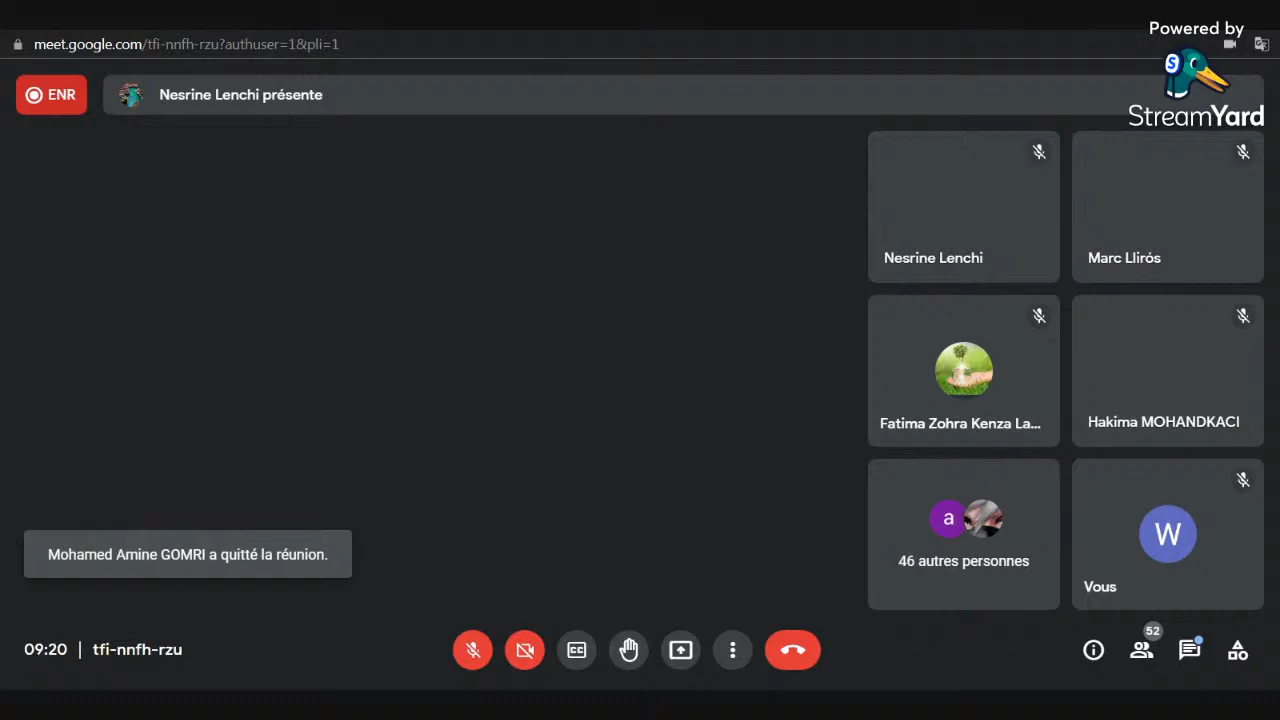 Powered by
StreamYard
meet.google.com/tfi-nnfh-rzu?authuser=1&pli=1
ENR
Nesrine Lenchi présente
Nesrine Lenchi
Marc Llirós
Fatima Zohra Kenza La...
Hakima MOHANDKACI
a
46 autres personnes
W
Vous
Mohamed Amine GOMRI a quitté la réunion.
09:20 | tfi-nnfh-rzu
CC
52